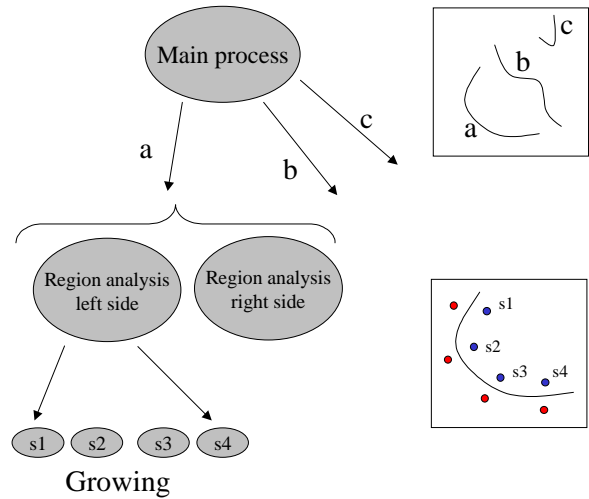 Main process
a
b
c
Region analysis
left side
Region analysis
right side
s1
s2
s3
s4
Growing
c
b
a
s1
s2
s3
s4